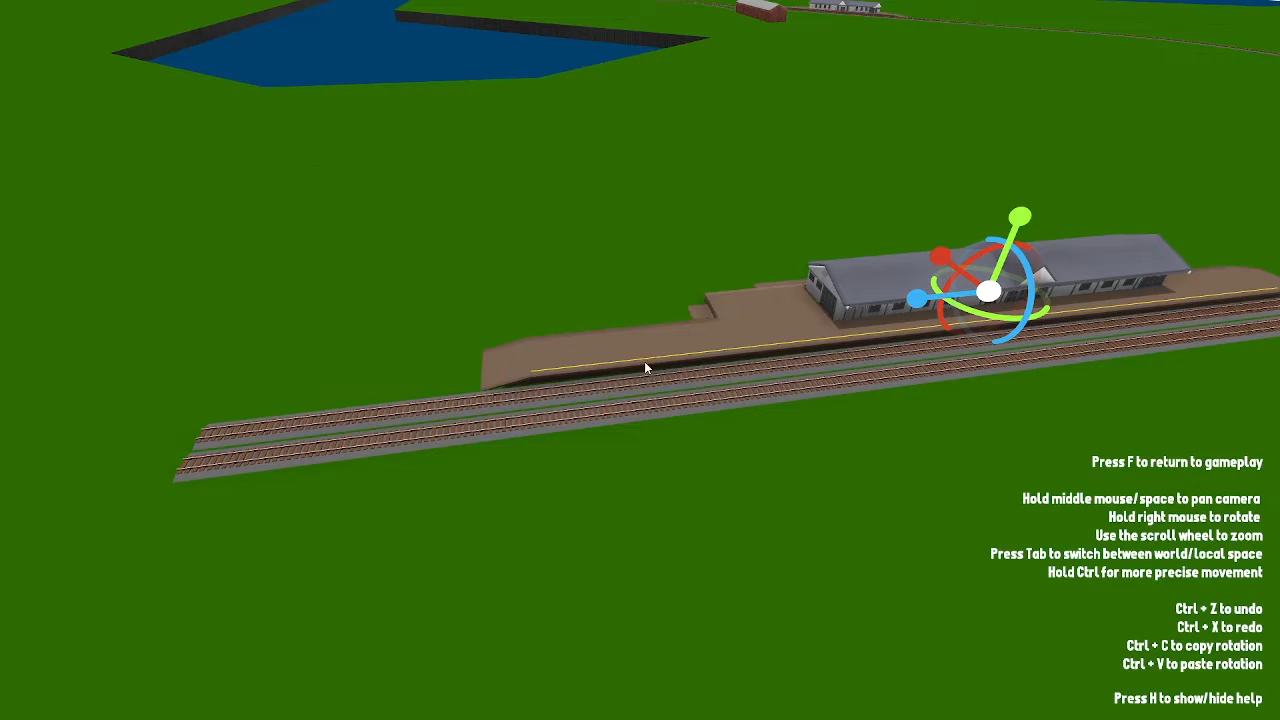 Press F to return to gameplay
Hold middle mouse/space to pan camera
Hold right mouse to rotate
Use the scroll wheel to zoom
Press Tab to switch between world/local space
Hold Ctrl for more precise movement
Ctrl + Z to undo
Ctrl + X to redo
Ctrl + C to copy rotation
Ctrl + V to paste rotation
Press H to show/hide help